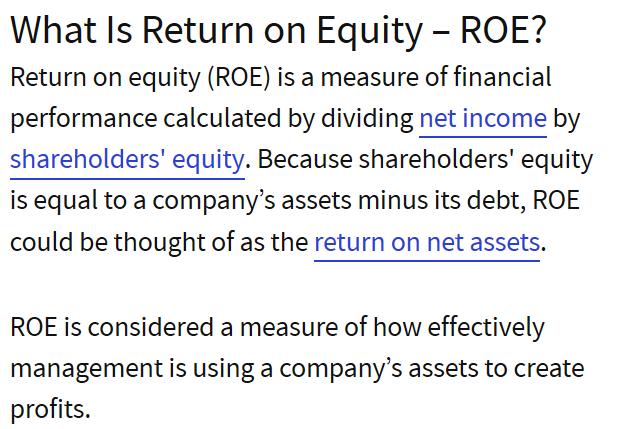 What Is Return on Equity – ROE?
Return on equity (ROE) is a measure of financial
performance calculated by dividing net income by
shareholders' equity. Because shareholders' equity
is equal to a company’s assets minus its debt, ROE
could be thought of as the return on net assets.
ROE is considered a measure of how effectively
management is using a company’s assets to create
profits.